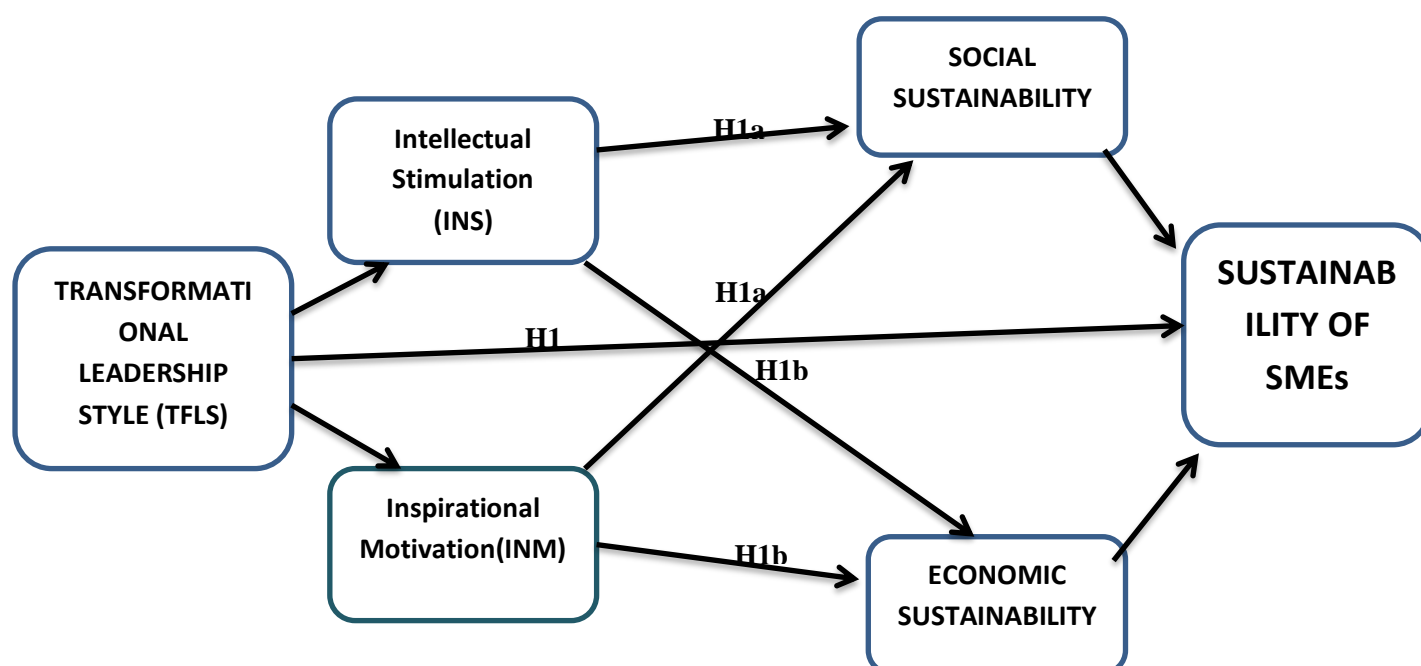 SOCIAL
SUSTAINABILITY
Intellectual
Stimulation
(INS)
H1a
TRANSFORMATI
ONAL
LEADERSHIP
STYLE (TFLS)
H1a
H1
H1b
SUSTAINAB
ILITY OF
SMEs
Inspirational
Motivation(INM)
H1b
ECONOMIC
SUSTAINABILITY